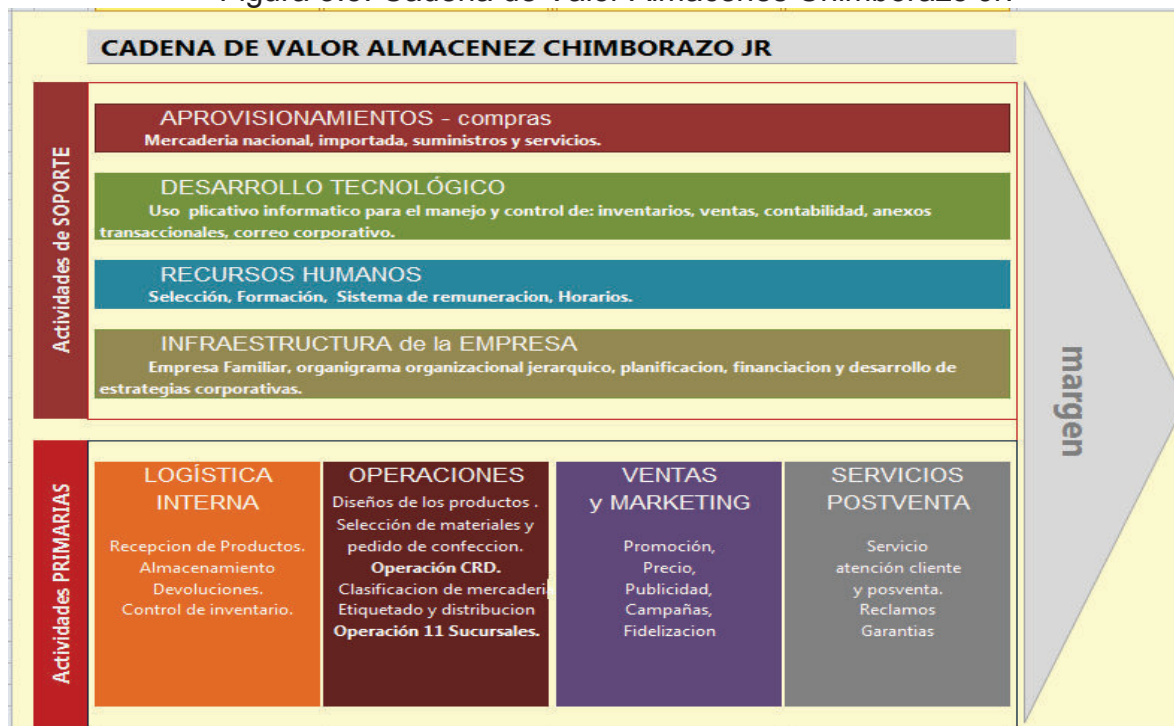 CADENA DE VALOR ALMACENEZ CHIMBORAZO JR
Actividades de SOPORTE
APROVISIONAMIENTOS - compras
Mercaderia nacional, importada, suministros y servicios.
DESARROLLO TECNOLÓGICO
Uso plicativo informatico para el manejo y control de: inventarios, ventas, contabilidad, anexos
transaccionales, correo corporativo.
RECURSOS HUMANOS
Selección, Formación, Sistema de remuneracion, Horarios.
INFRAESTRUCTURA de la EMPRESA
Empresa Familiar, organigrama organizacional jerarquico, planificacion, financiacion y desarrollo de
estrategias corporativas.
margen
Actividades PRIMARIAS
LOGÍSTICA
INTERNA
Recepcion de Productos.
Almacenamiento
Devoluciones.
Control de inventario.
OPERACIONES
Diseños de los productos .
Selección de materiales y
pedido de confeccion.
Operación CRD.
Clasificacion de mercaderi
Etiquetado y distribucion
Operación 11 Sucursales.
VENTAS
y MARKETING
Promoción,
Precio,
Publicidad,
Campañas,
Fidelizacion
SERVICIOS
POSTVENTA
Servicio
atención cliente
y posventa.
Reclamos
Garantias